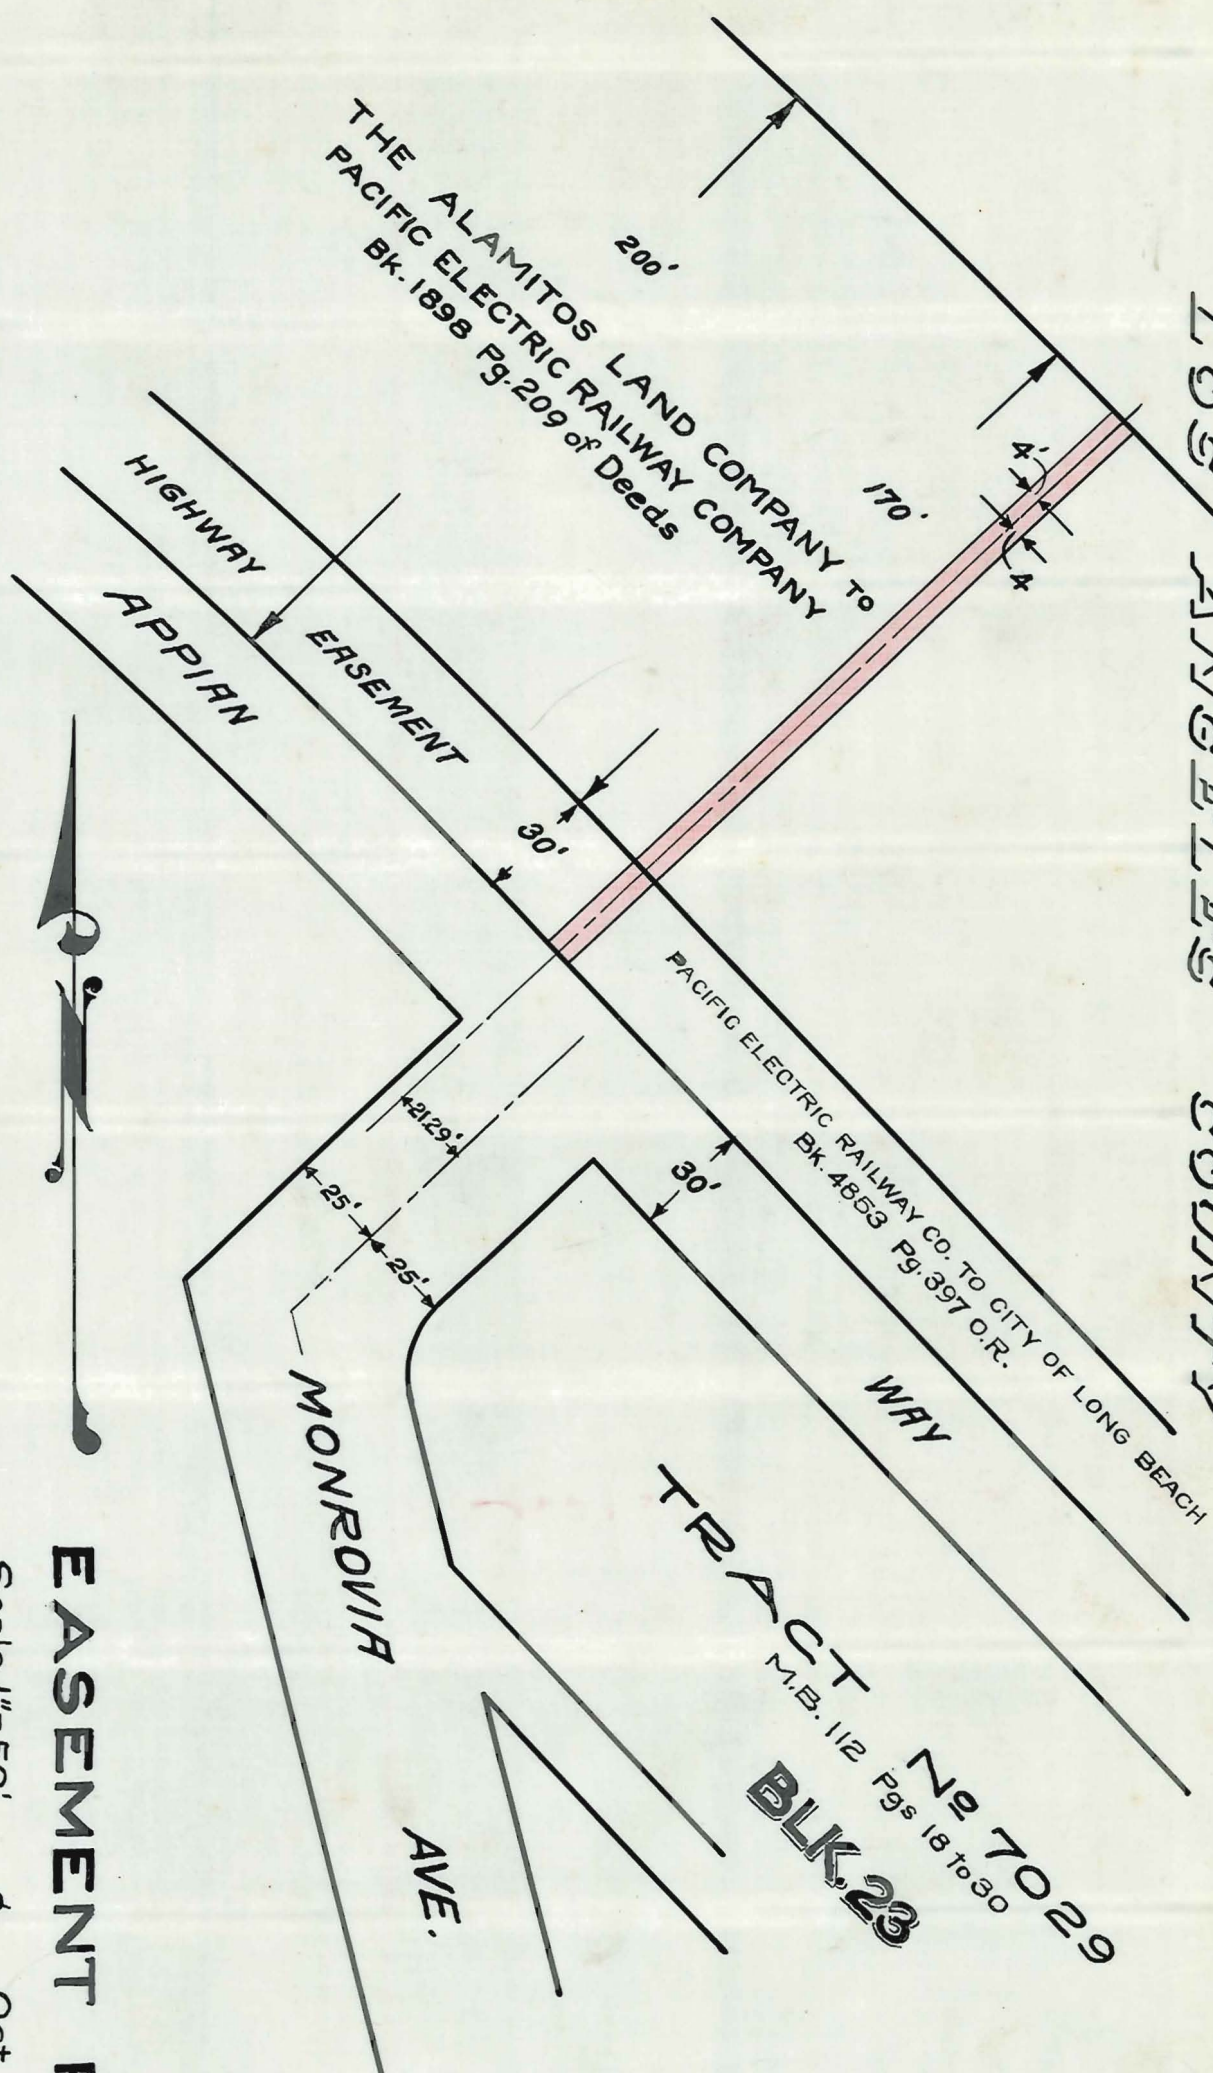 LOS ANGELES COUNTY
200'
THE ALAMITOS LAND COMPANY To
PACIFIC ELECTRIC RAILWAY COMPANY
Bk. 1898 Pg. 209 of Deeds
170'
4'
4
HIGHWAY EASEMENT
APPIAN WAY
30'
PACIFIC ELECTRIC RAILWAY CO. TO CITY OF LONG BEACH
Bk. 4853 Pg. 397 O.R.
30'
21.29'
25'
25'
MONROVIA AVE.
TRACT No 7029
M.B. 112 Pgs 18 to 30
BLK. 23
N
EASEMENT